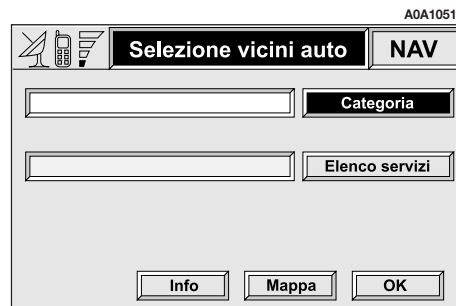 A0A1051
Selezione vicini auto NAV
Categoria
Elenco servizi
Info Mappa OK